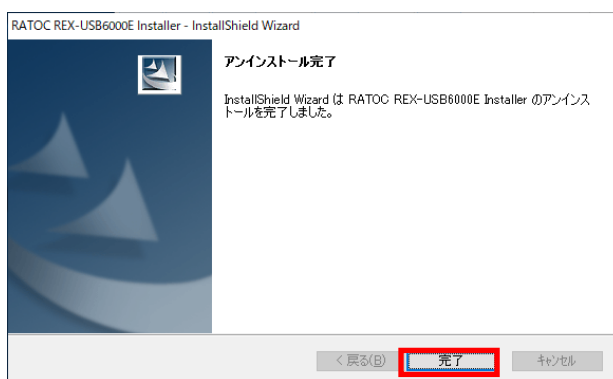 RATOC REX-USB6000E Installer - InstallShield Wizard
アンインストール完了
InstallShield Wizard は RATOC REX-USB6000E Installer のアンインス
トールを完了しました。
< 戻る(B)
完了
キャンセル